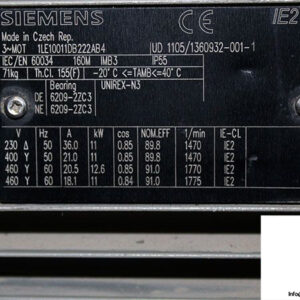 SIEMENS CE IE2
Made in Czech Rep.
3~MOT 1LE10011DB222AB4 UD 1105/1360932-001-1
IEC/EN 60034 160M IMB3 IP55
71kg Th.Cl. 155(F) -20°C <=TAMB<=40°C
Bearing UNIREX-N3
DE 6209-2ZC3
NE 6209-2ZC3
V Hz A kW cos NOM.EFF 1/min IE-CL
230 Δ 50 36.0 11 0.85 89.8 1470 IE2
400 Y 50 21.0 11 0.85 89.8 1470 IE2
460 Y 60 20.5 12.6 0.85 91.0 1770 IE2
460 Y 60 18.1 11 0.84 91.0 1775 IE2